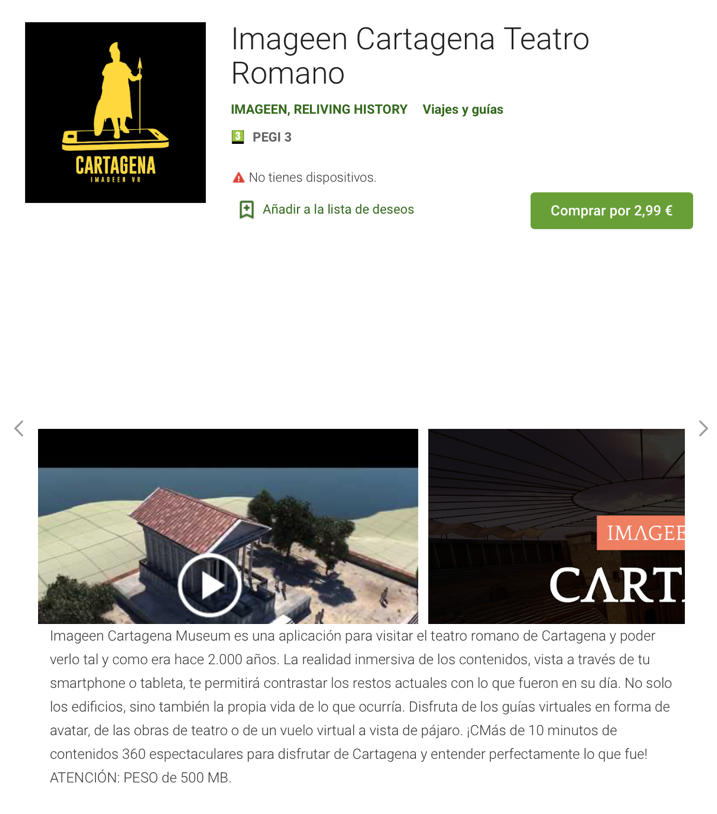 CARTAGENA
IMAGEEN VR
Imageen Cartagena Teatro
Romano
IMAGEEN, RELIVING HISTORY Viajes y guías
3 PEGI 3
No tienes dispositivos.
Añadir a la lista de deseos
Comprar por 2,99 €
IMAGEE
CARTA
Imageen Cartagena Museum es una aplicación para visitar el teatro romano de Cartagena y poder
verlo tal y como era hace 2.000 años. La realidad inmersiva de los contenidos, vista a través de tu
smartphone o tableta, te permitirá contrastar los restos actuales con lo que fueron en su día. No solo
los edificios, sino también la propia vida de lo que ocurría. Disfruta de los guías virtuales en forma de
avatar, de las obras de teatro o de un vuelo virtual a vista de pájaro. ¡CMás de 10 minutos de
contenidos 360 espectaculares para disfrutar de Cartagena y entender perfectamente lo que fue!
ATENCIÓN: PESO de 500 MB.